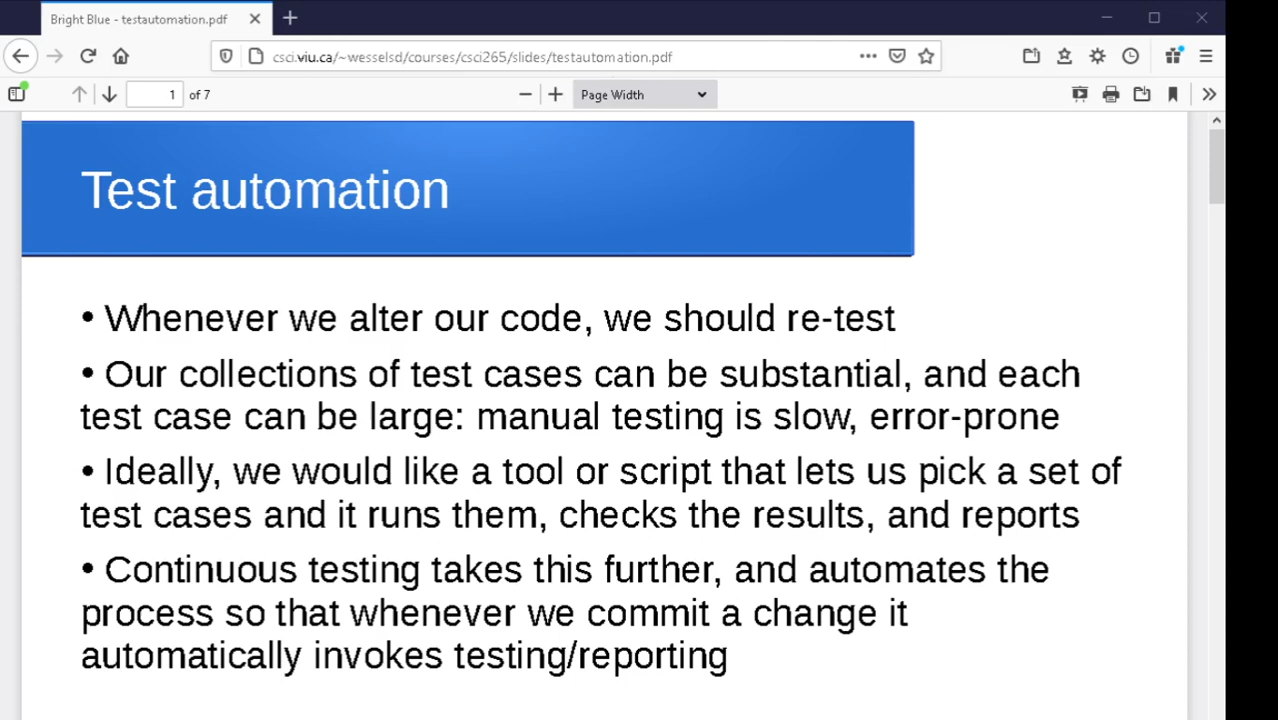 Bright Blue - testautomation.pdf
csci.viu.ca/~wesselsd/courses/csci265/slides/testautomation.pdf
1 of 7
Page Width
Test automation
• Whenever we alter our code, we should re-test
• Our collections of test cases can be substantial, and each
test case can be large: manual testing is slow, error-prone
• Ideally, we would like a tool or script that lets us pick a set of
test cases and it runs them, checks the results, and reports
• Continuous testing takes this further, and automates the
process so that whenever we commit a change it
automatically invokes testing/reporting